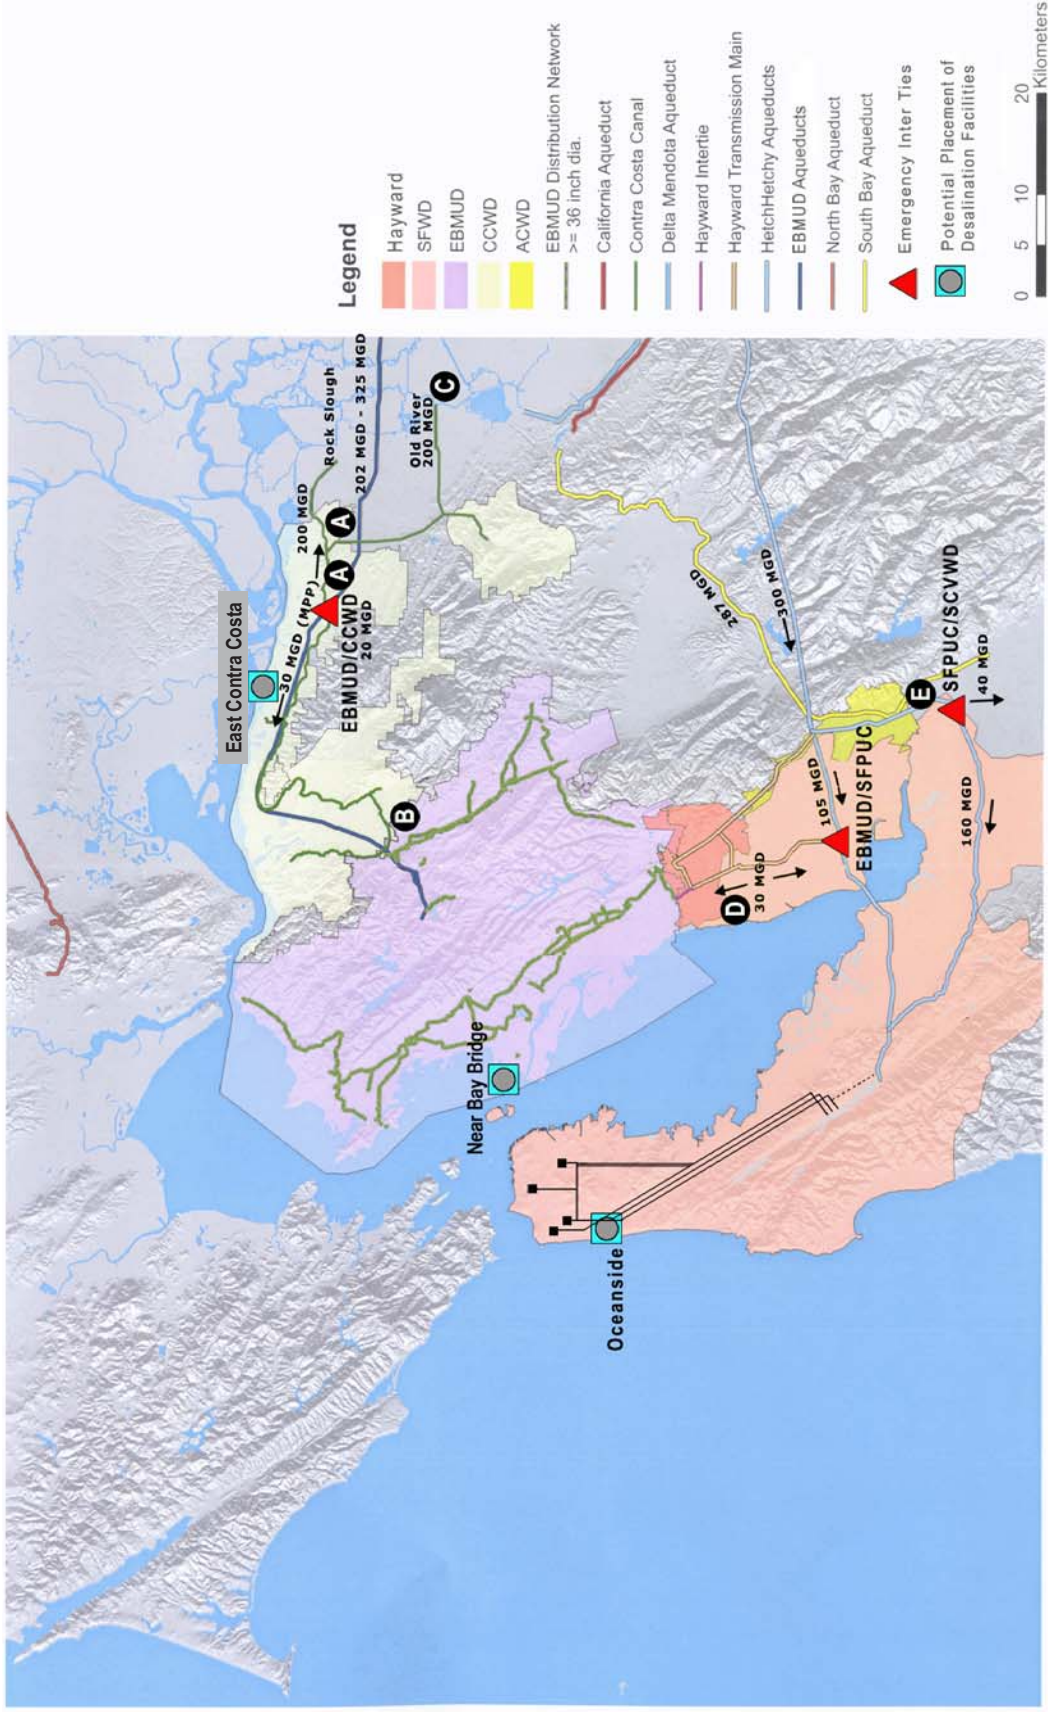 East Contra Costa
30 MGD (MPP)
200 MGD
Rock Slough
A
A
EBMUD/CCWD
20 MGD
202 MGD - 325 MGD
Old River
200 MGD
C
B
Near Bay Bridge
Oceanside
287 MGD
300 MGD
D
30 MGD
105 MGD
EBMUD/SFPUC
E
SFPUC/SCVWD
40 MGD
160 MGD
Legend
Hayward
SFWD
EBMUD
CCWD
ACWD
EBMUD Distribution Network
>= 36 inch dia.
California Aqueduct
Contra Costa Canal
Delta Mendota Aqueduct
Hayward Intertie
Hayward Transmission Main
HetchHetchy Aqueducts
EBMUD Aqueducts
North Bay Aqueduct
South Bay Aqueduct
Emergency Inter Ties
Potential Placement of
Desalination Facilities
0 5 10 20
Kilometers